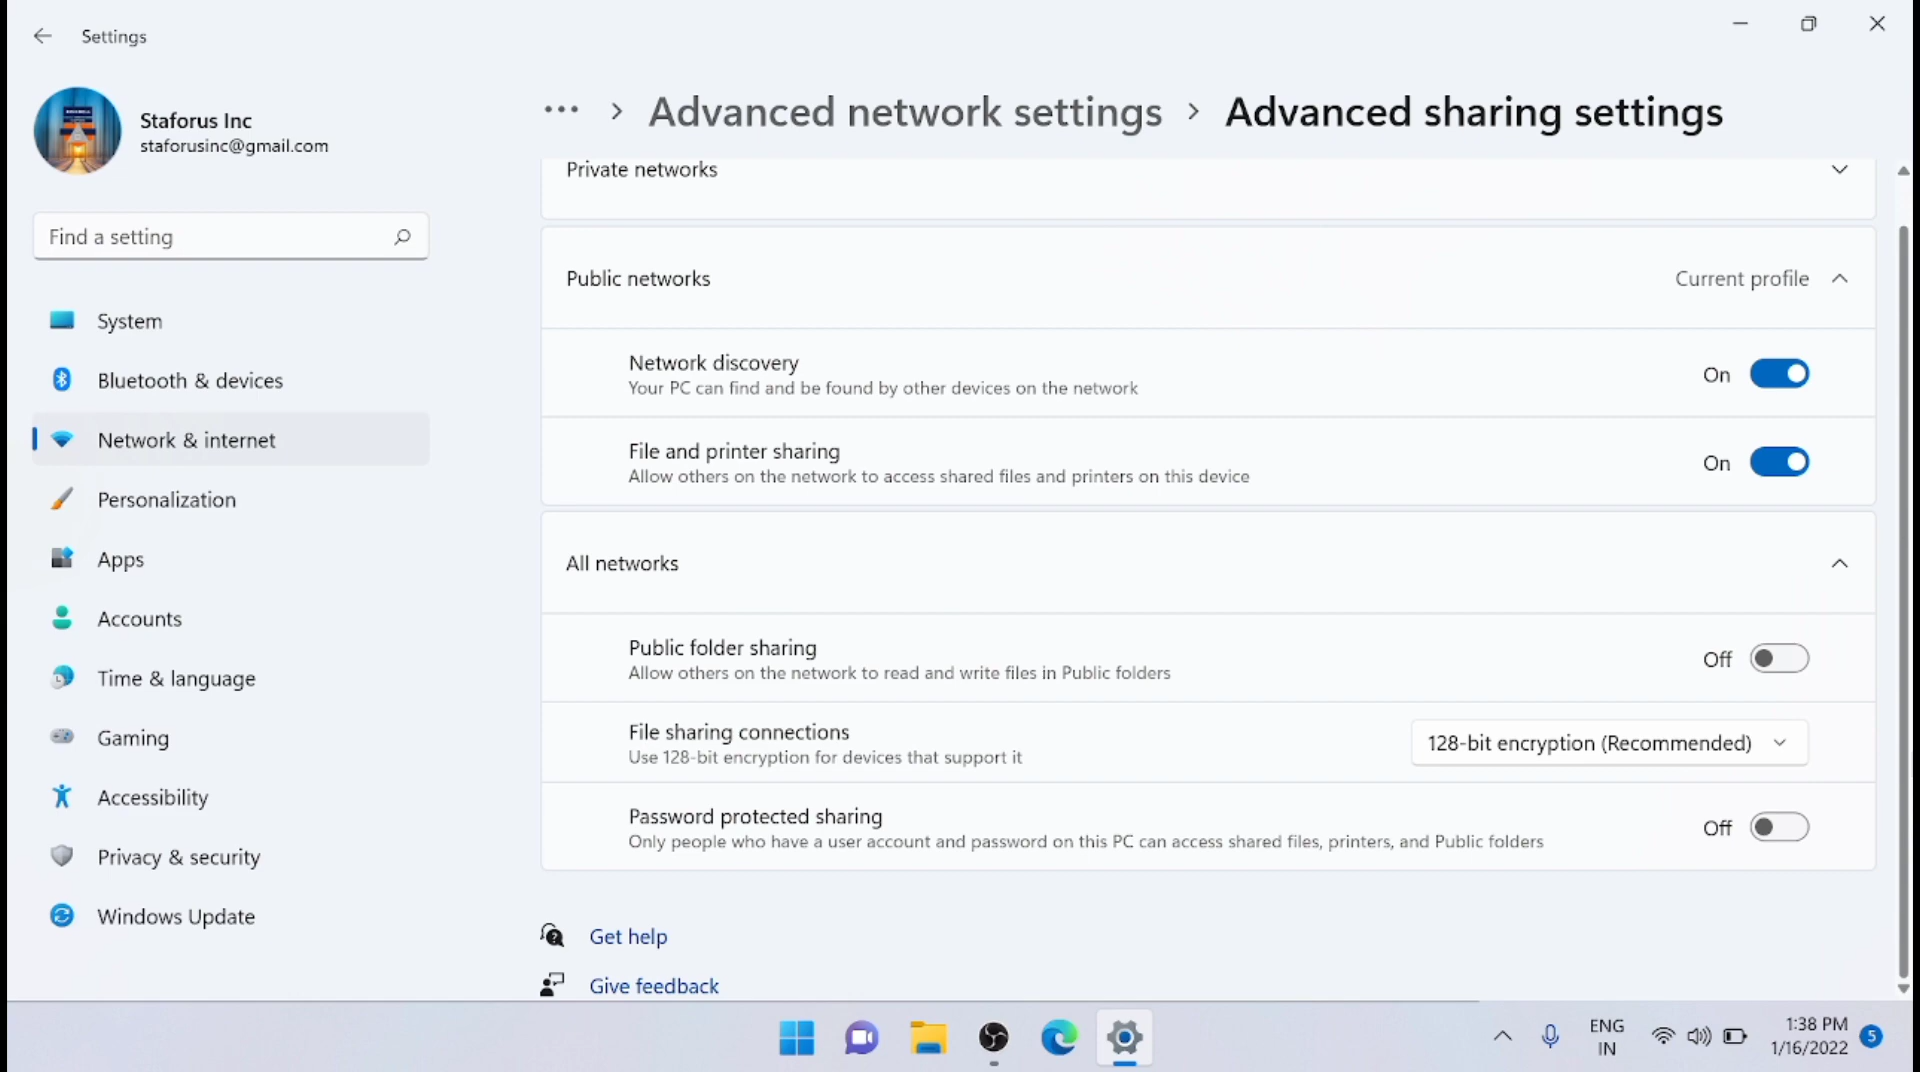 Settings
Staforus Inc
staforusinc@gmail.com
Find a setting
System
Bluetooth & devices
Network & internet
Personalization
Apps
Accounts
Time & language
Gaming
Accessibility
Privacy & security
Windows Update
··· > Advanced network settings > Advanced sharing settings
Private networks
Public networks
Current profile
Network discovery
Your PC can find and be found by other devices on the network
On
File and printer sharing
Allow others on the network to access shared files and printers on this device
On
All networks
Public folder sharing
Allow others on the network to read and write files in Public folders
Off
File sharing connections
Use 128-bit encryption for devices that support it
128-bit encryption (Recommended)
Password protected sharing
Only people who have a user account and password on this PC can access shared files, printers, and Public folders
Off
Get help
Give feedback
ENG
IN
1:38 PM
1/16/2022
5